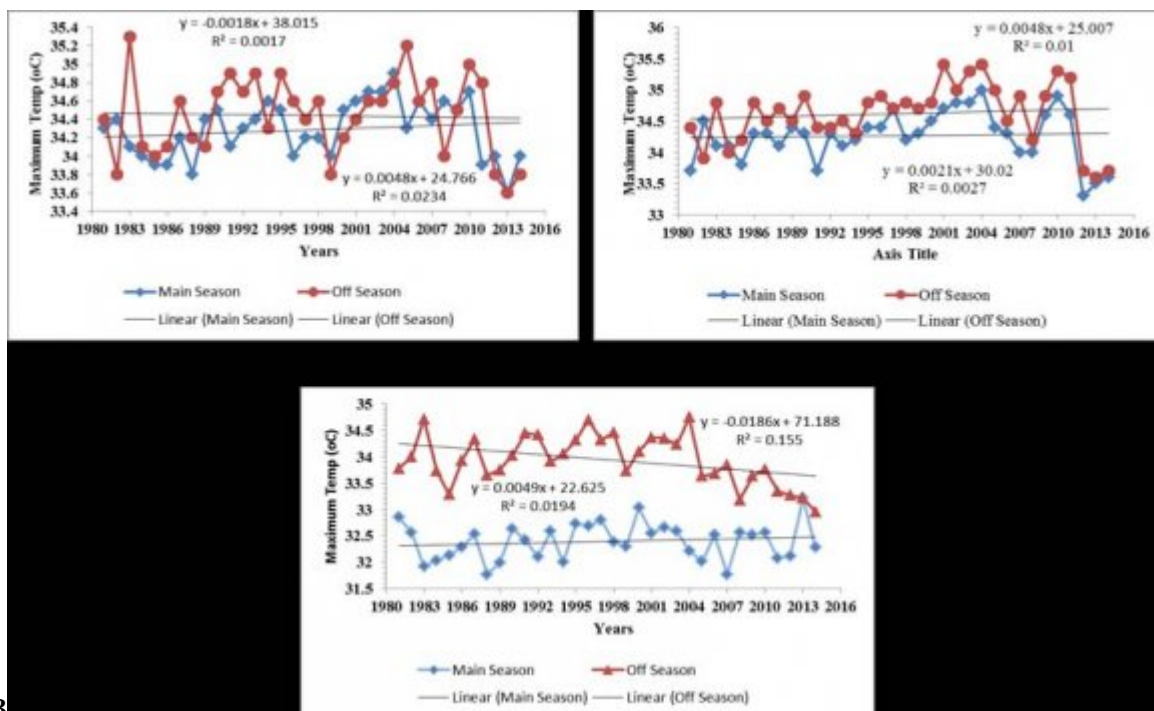 y = -0.0018x + 38.015
R² = 0.0017
Maximum Temp (oC)
35.4
35.2
35
34.8
34.6
34.4
34.2
34
33.8
33.6
33.4
y = 0.0048x + 24.766
R² = 0.0234
1980 1983 1986 1989 1992 1995 1998 2001 2004 2007 2010 2013 2016
Years
Main Season Off Season
Linear (Main Season) Linear (Off Season)
y = 0.0048x + 25.007
R² = 0.01
Maximum Temp (oC)
36
35.5
35
34.5
34
33.5
33
y = 0.0021x + 30.02
R² = 0.0027
1980 1983 1986 1989 1992 1995 1998 2001 2004 2007 2010 2013 2016
Axis Title
Main Season Off Season
Linear (Main Season) Linear (Off Season)
Maximum Temp (oC)
35
34.5
34
33.5
33
32.5
32
31.5
y = -0.0186x + 71.188
R² = 0.155
y = 0.0049x + 22.625
R² = 0.0194
1980 1983 1986 1989 1992 1995 1998 2001 2004 2007 2010 2013 2016
Years
Main Season Off Season
Linear (Main Season) Linear (Off Season)